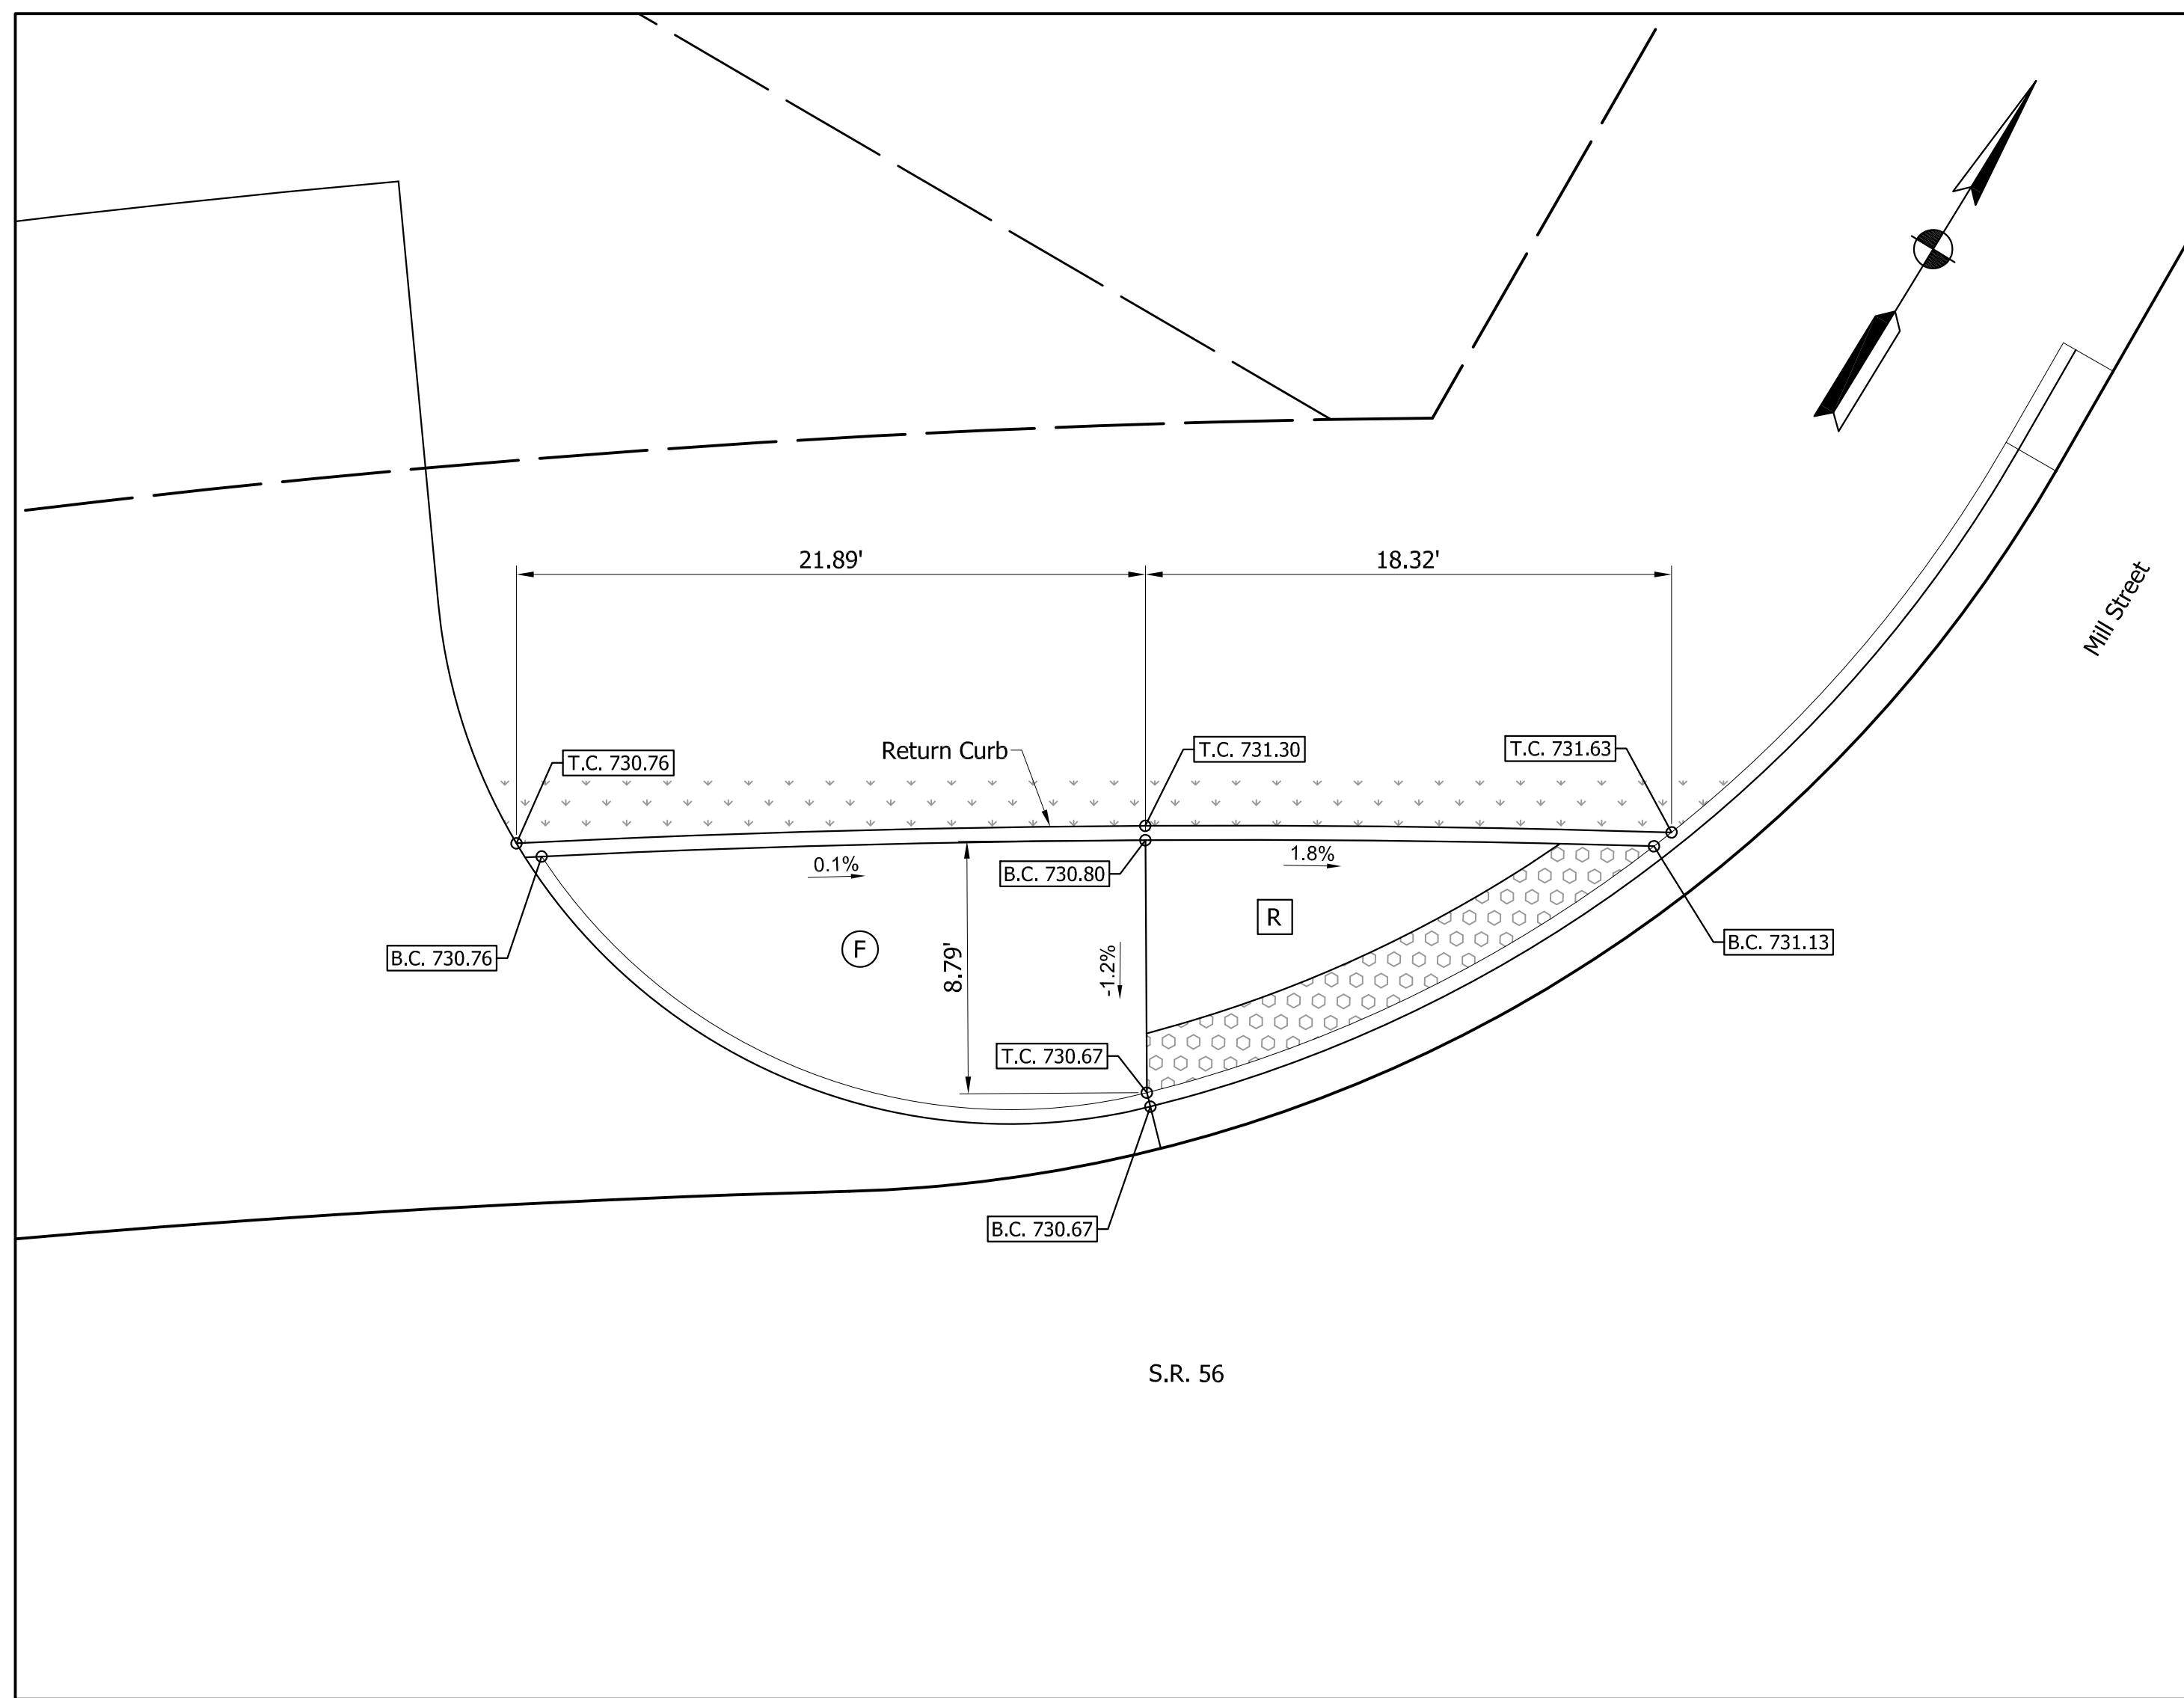 21.89'
18.32'
Mill Street
Return Curb
T.C. 730.76
T.C. 731.30
T.C. 731.63
0.1%
B.C. 730.80
1.8%
R
F
8.79'
-1.2%
B.C. 730.76
B.C. 731.13
T.C. 730.67
B.C. 730.67
S.R. 56